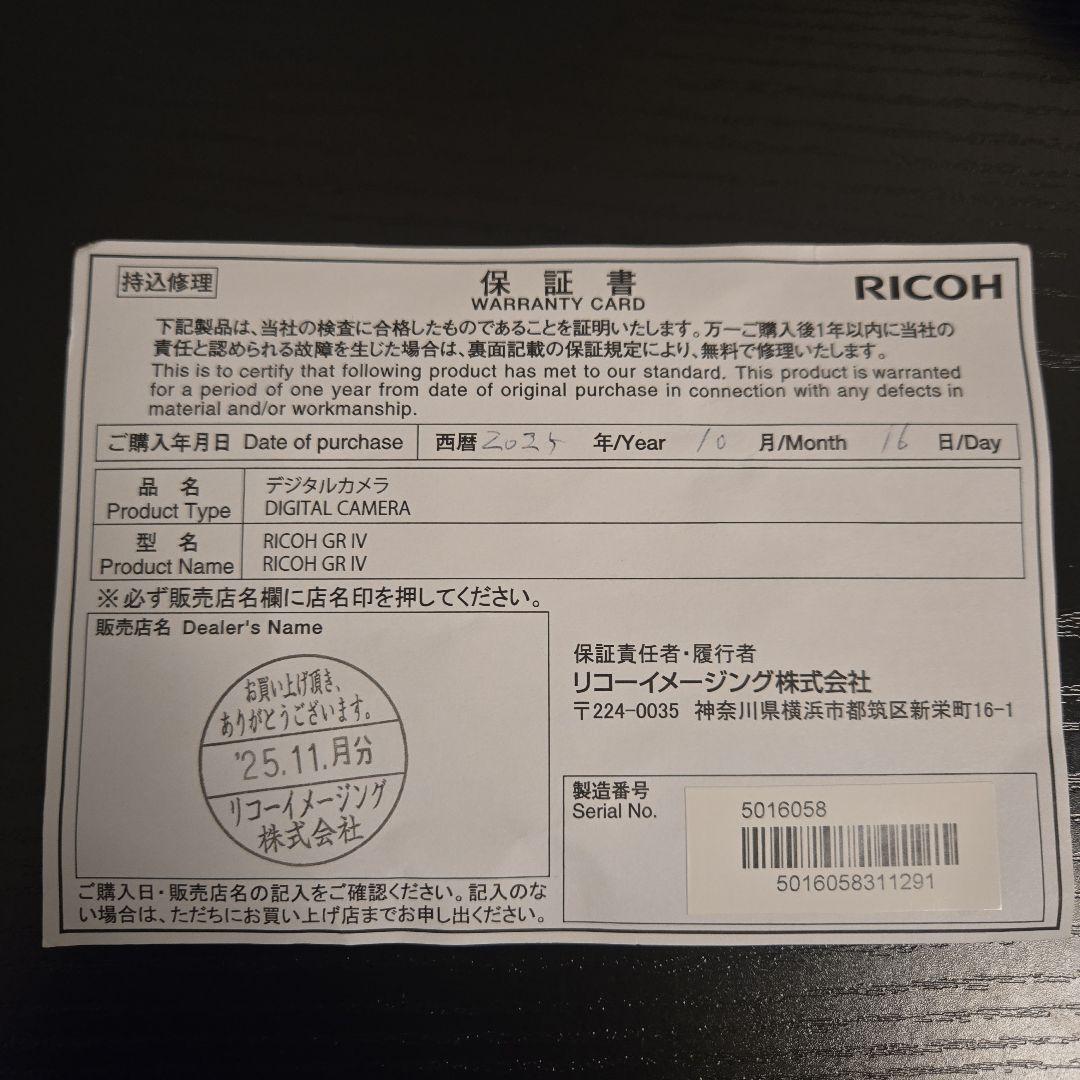 持込修理
保証書
WARRANTY CARD
RICOH
下記製品は、当社の検査に合格したものであることを証明いたします。万一ご購入後1年以内に当社の
責任と認められる故障を生じた場合は、裏面記載の保証規定により、無料で修理いたします。
This is to certify that following product has met to our standard. This product is warranted
for a period of one year from date of original purchase in connection with any defects in
material and/or workmanship.
ご購入年月日 Date of purchase 西暦 2025 年/Year 10 月/Month 16 日/Day
品 名 デジタルカメラ
Product Type DIGITAL CAMERA
型 名 RICOH GR IV
Product Name RICOH GR IV
※必ず販売店名欄に店名印を押してください。
販売店名 Dealer's Name
お買い上げ頂き、
ありがとうございます。
'25.11.月分
リコーイメージング
株式会社
ご購入日・販売店名の記入をご確認ください。記入のな
い場合は、ただちにお買い上げ店までお申し出ください。
保証責任者・履行者
リコーイメージング株式会社
〒224-0035 神奈川県横浜市都筑区新栄町16-1
製造番号
Serial No.
5016058
5016058311291